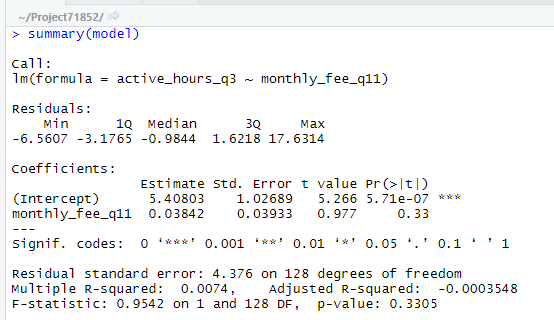 ~/Project71852/
> summary(model)
Call:
lm(formula = active_hours_q3 ~ monthly_fee_q11)
Residuals:
    Min      1Q  Median      3Q     Max
-6.5607 -3.1765 -0.9844  1.6218 17.6314
Coefficients:
                Estimate Std. Error t value Pr(>|t|)
(Intercept)      5.40803    1.02689   5.266 5.71e-07 ***
monthly_fee_q11  0.03842    0.03933   0.977     0.33
---
Signif. codes:  0 ‘***’ 0.001 ‘**’ 0.01 ‘*’ 0.05 ‘.’ 0.1 ‘ ’ 1
Residual standard error: 4.376 on 128 degrees of freedom
Multiple R-squared:  0.0074,    Adjusted R-squared:  -0.0003548
F-statistic: 0.9542 on 1 and 128 DF,  p-value: 0.3305